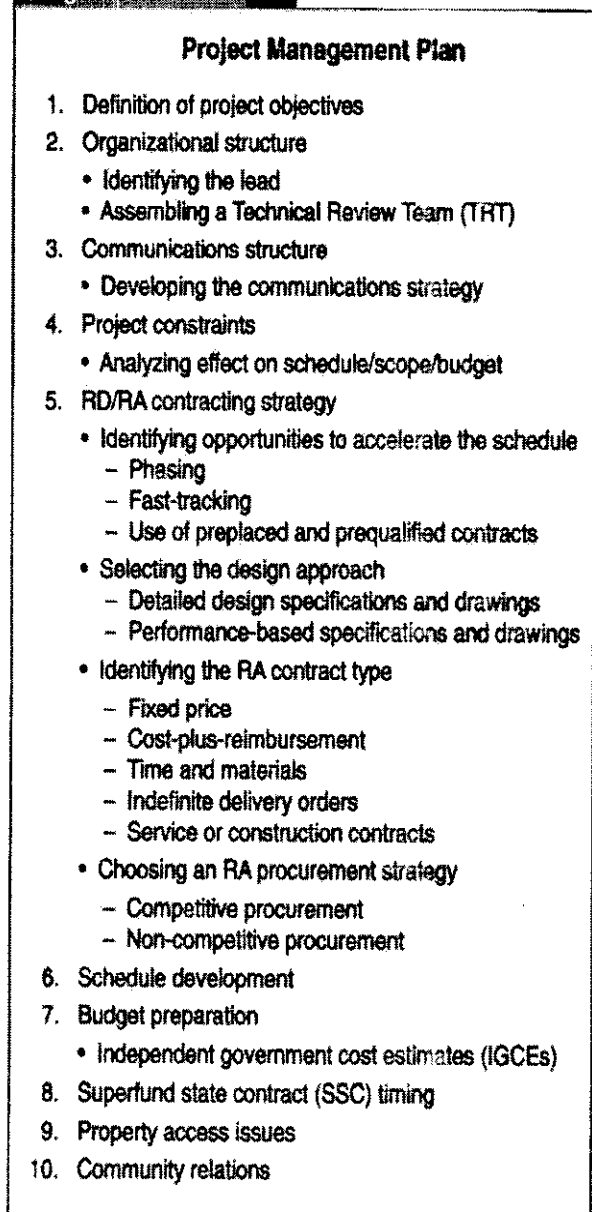 Project Management Plan
1. Definition of project objectives
2. Organizational structure
• Identifying the lead
• Assembling a Technical Review Team (TRT)
3. Communications structure
• Developing the communications strategy
4. Project constraints
• Analyzing effect on schedule/scope/budget
5. RD/RA contracting strategy
• Identifying opportunities to accelerate the schedule
– Phasing
– Fast-tracking
– Use of preplaced and prequalified contracts
• Selecting the design approach
– Detailed design specifications and drawings
– Performance-based specifications and drawings
• Identifying the RA contract type
– Fixed price
– Cost-plus-reimbursement
– Time and materials
– Indefinite delivery orders
– Service or construction contracts
• Choosing an RA procurement strategy
– Competitive procurement
– Non-competitive procurement
6. Schedule development
7. Budget preparation
• Independent government cost estimates (IGCEs)
8. Superfund state contract (SSC) timing
9. Property access issues
10. Community relations